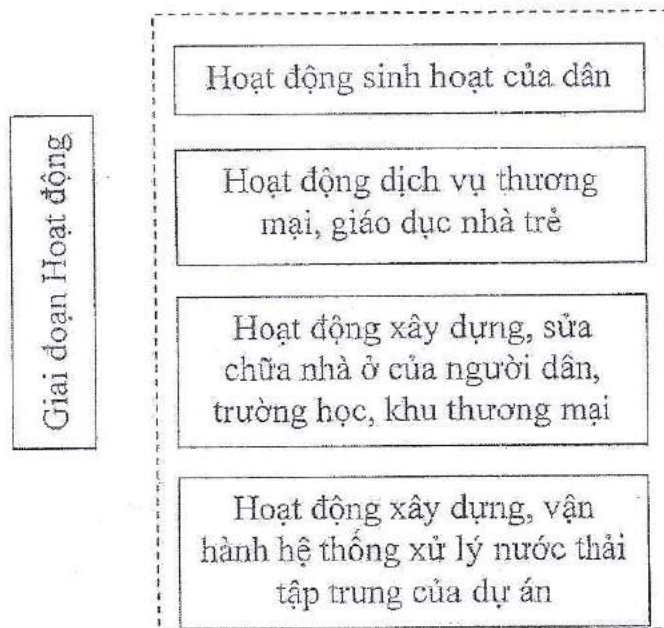 Giai đoạn Hoạt động
Hoạt động sinh hoạt của dân
Hoạt động dịch vụ thương
mại, giáo dục nhà trẻ
Hoạt động xây dựng, sửa
chữa nhà ở của người dân,
trường học, khu thương mại
Hoạt động xây dựng, vận
hành hệ thống xử lý nước thải
tập trung của dự án